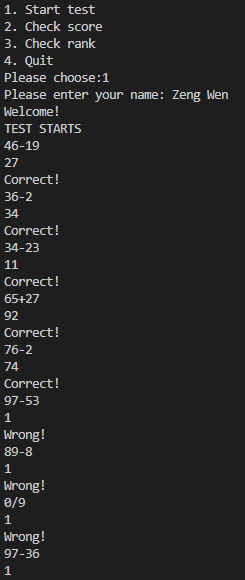 1. Start test
2. Check score
3. Check rank
4. Quit
Please choose:1
Please enter your name: Zeng Wen
Welcome!
TEST STARTS
46-19
27
Correct!
36-2
34
Correct!
34-23
11
Correct!
65+27
92
Correct!
76-2
74
Correct!
97-53
1
Wrong!
89-8
1
Wrong!
0/9
1
Wrong!
97-36
1